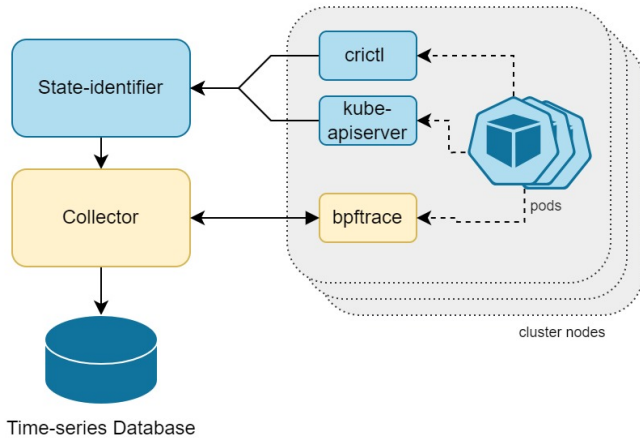 crictl
State-identifier
kube-
apiserver
Collector
bpftrace
pods
cluster nodes
Time-series Database